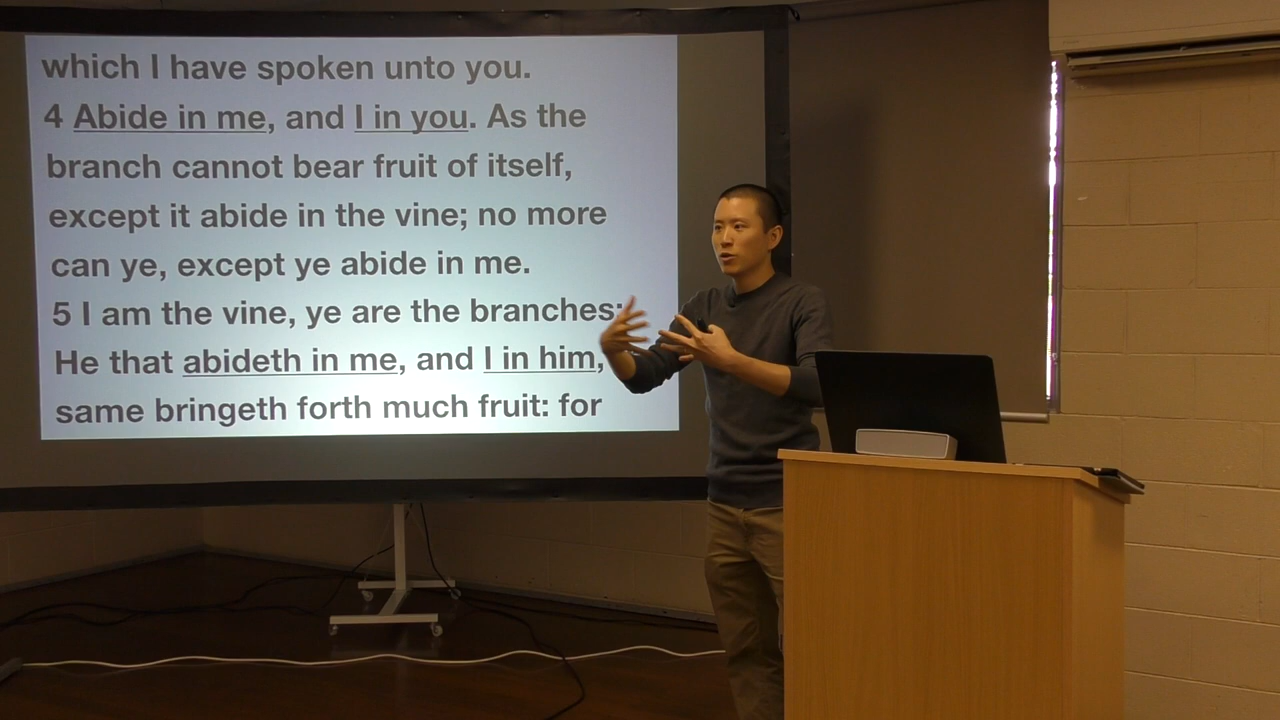 which I have spoken unto you.
4 Abide in me, and I in you. As the
branch cannot bear fruit of itself,
except it abide in the vine; no more
can ye, except ye abide in me.
5 I am the vine, ye are the branches:
He that abideth in me, and I in him,
same bringeth forth much fruit: for